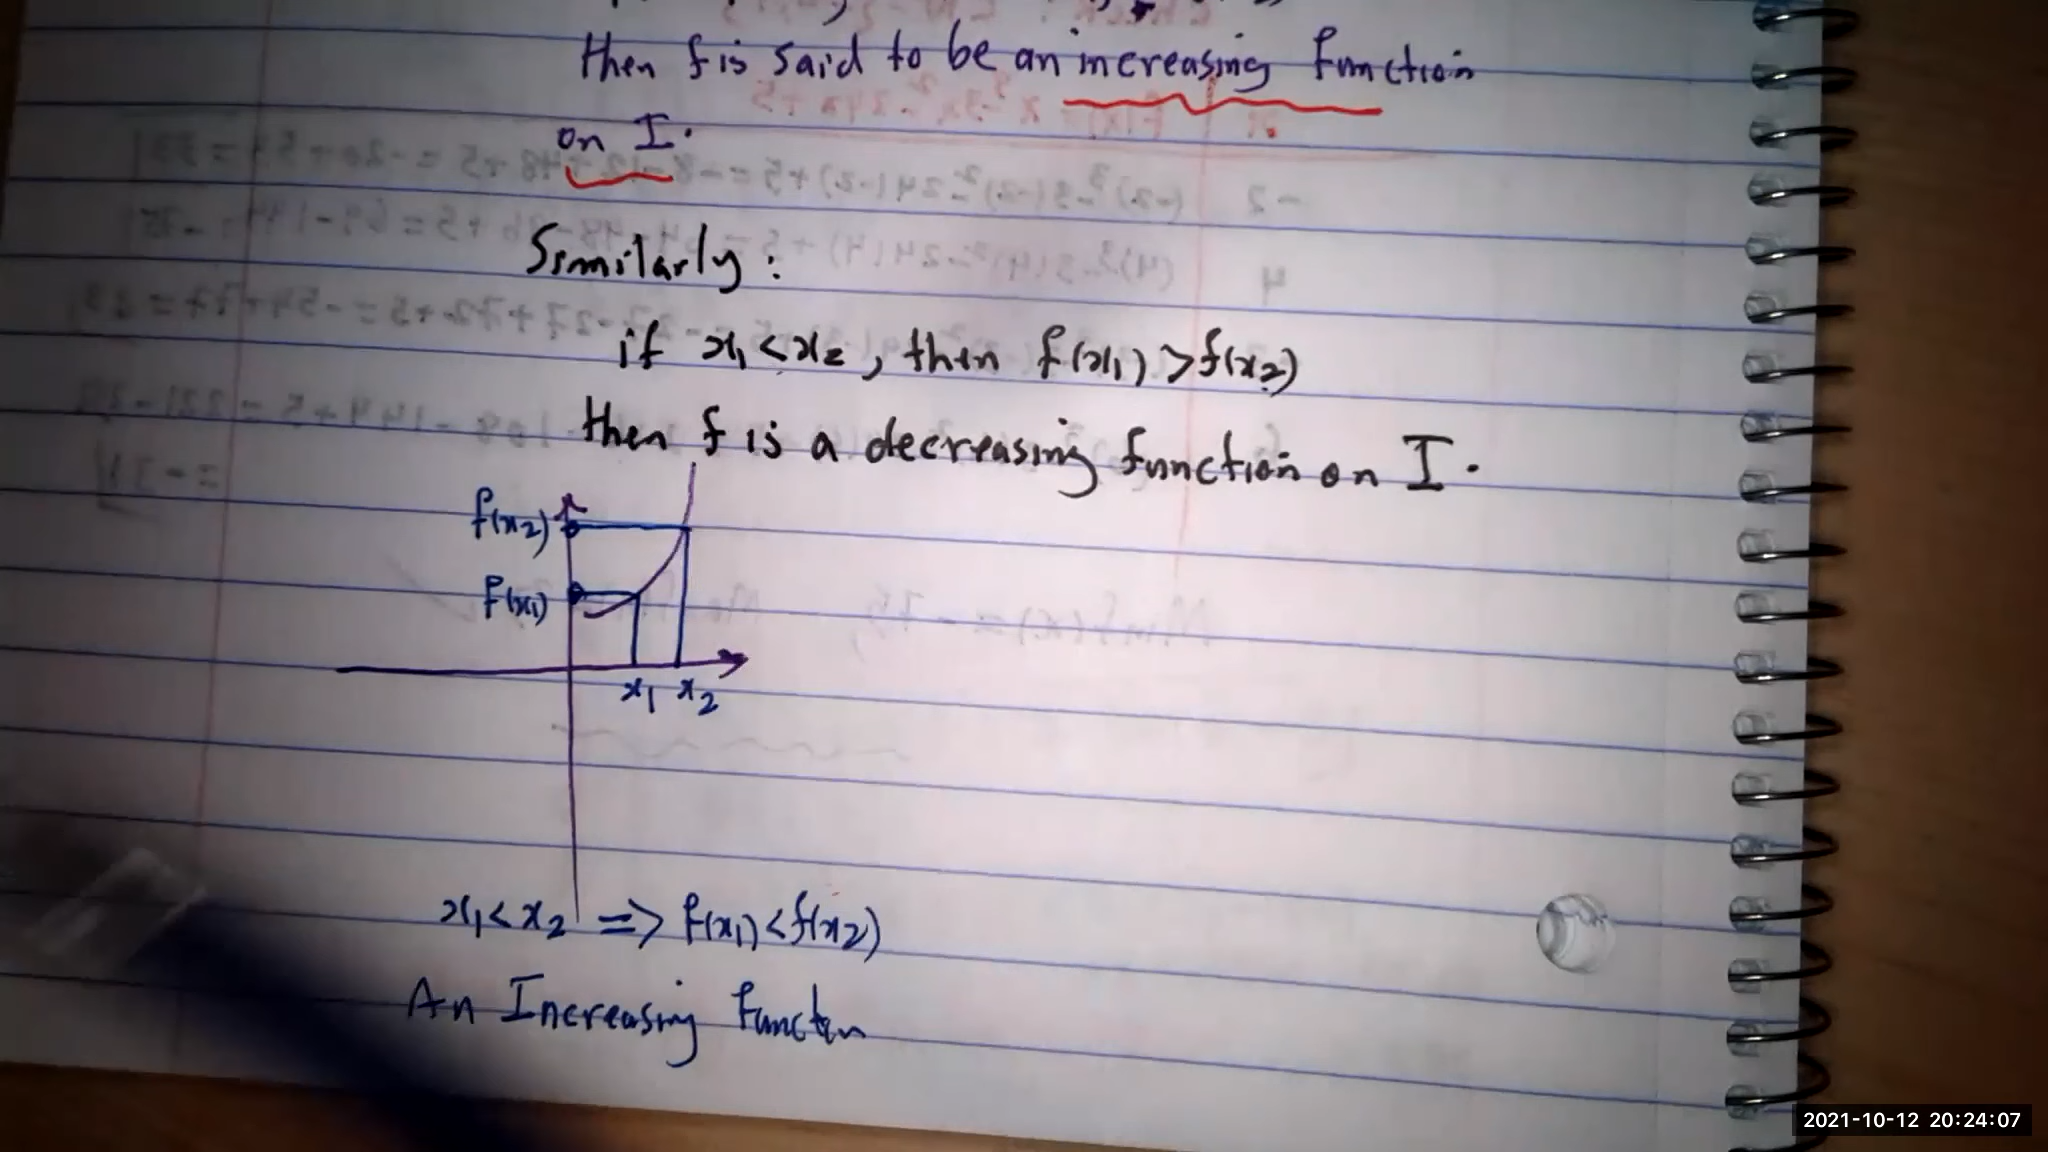 then f is said to be an increasing function
on I.
Similarly:
if x₁ < x₂, then f(x₁) > f(x₂)
then f is a decreasing function on I.
f(x₂)
f(x₁)
x₁ x₂
x₁ < x₂ => f(x₁) < f(x₂)
An Increasing Functon
2021-10-12 20:24:07